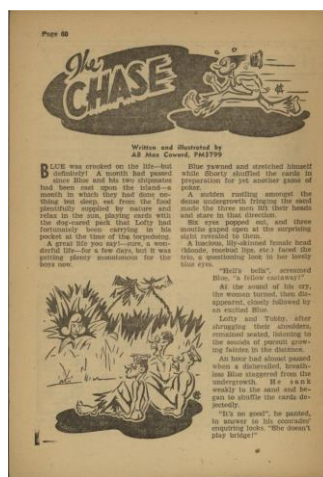 Page 60
The
CHASE
Written and illustrated by
AB Max Coward, PM5799
BLUE was crooked on the life—but
definitely! A month had passed
since Blue and his two shipmates
had been cast upon the island—a
month in which they had done no-
thing but sleep, eat from the food
plentifully supplied by nature and
relax in the sun, playing cards with
the dog-eared pack that Lofty had
fortunately been carrying in his
pocket at the time of the torpedoing.
A great life you say!—sure, a won-
derful life—for a few days, but it was
getting plenty monotonous for the
boys now.
Blue yawned and stretched himself
while Shorty shuffled the cards in
preparation for yet another game of
poker.
A sudden rustling amongst the
dense undergrowth fringing the sand
made the three men lift their heads
and stare in that direction.
Six eyes popped out, and three
mouths gaped open at the surprising
sight revealed to them.
A luscious, lily-skinned female head
(blonde, rosebud lips, etc.) faced the
trio, a questioning look in her lovely
blue eyes.
"Hell's bells", screamed
Blue, "a fellow castaway!"
At the sound of his cry,
the woman turned, then dis-
appeared, closely followed by
an excited Blue.
Lofty and Tubby, after
shrugging their shoulders,
remained seated, listening to
the sounds of pursuit grow-
ing fainter in the distance.
An hour had almost passed
when a dishevelled, breath-
less Blue staggered from the
undergrowth. He sank
weakly to the sand and be-
gan to shuffle the cards de-
jectedly.
"It's no good", he panted,
in answer to his comrades'
enquiring looks. "She doesn't
play bridge!"